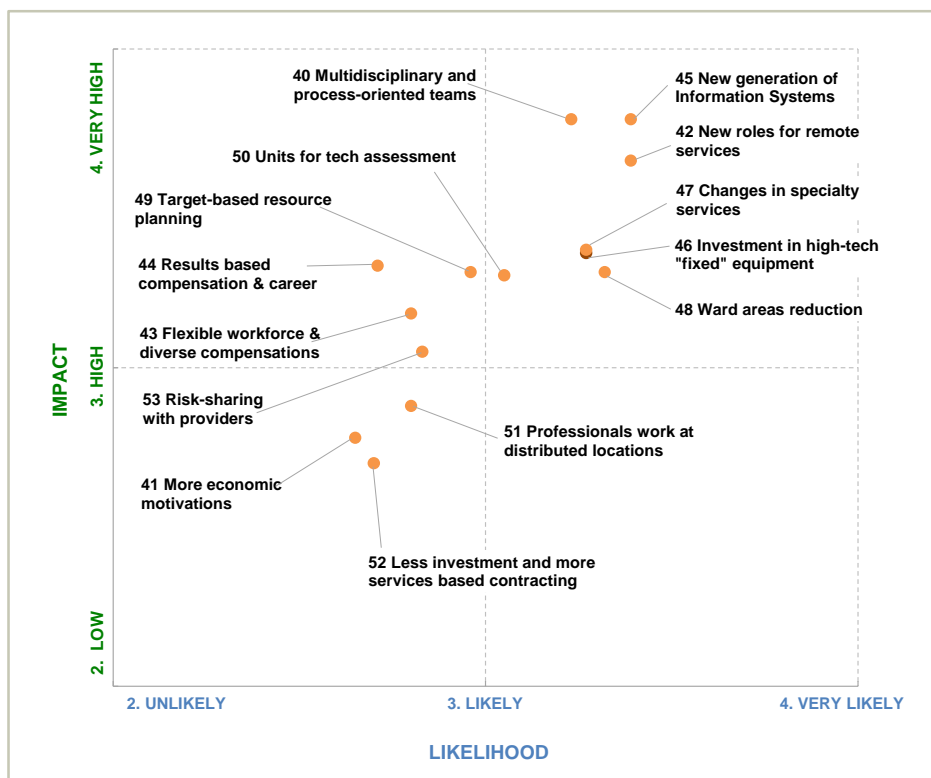 40 Multidisciplinary and
process-oriented teams
45 New generation of
Information Systems
42 New roles for remote
services
50 Units for tech assessment
49 Target-based resource
planning
47 Changes in specialty
services
46 Investment in high-tech
"fixed" equipment
44 Results based
compensation & career
48 Ward areas reduction
43 Flexible workforce &
diverse compensations
53 Risk-sharing
with providers
51 Professionals work at
distributed locations
41 More economic
motivations
52 Less investment and more
services based contracting
4. VERY HIGH
3. HIGH
2. LOW
IMPACT
2. UNLIKELY
3. LIKELY
4. VERY LIKELY
LIKELIHOOD